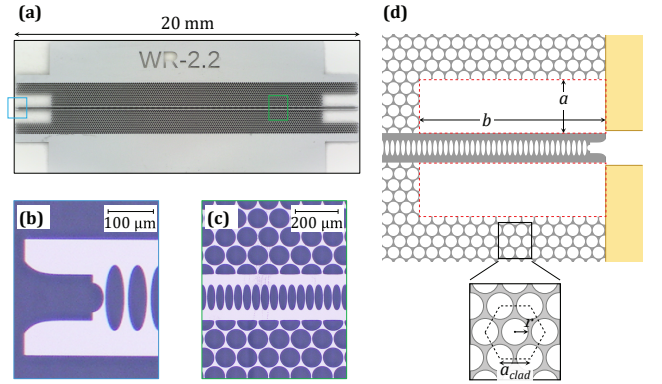 (a)
20 mm
WR-2.2
(b)
100 μm
(c)
200 μm
(d)
a
b
r
a_clad